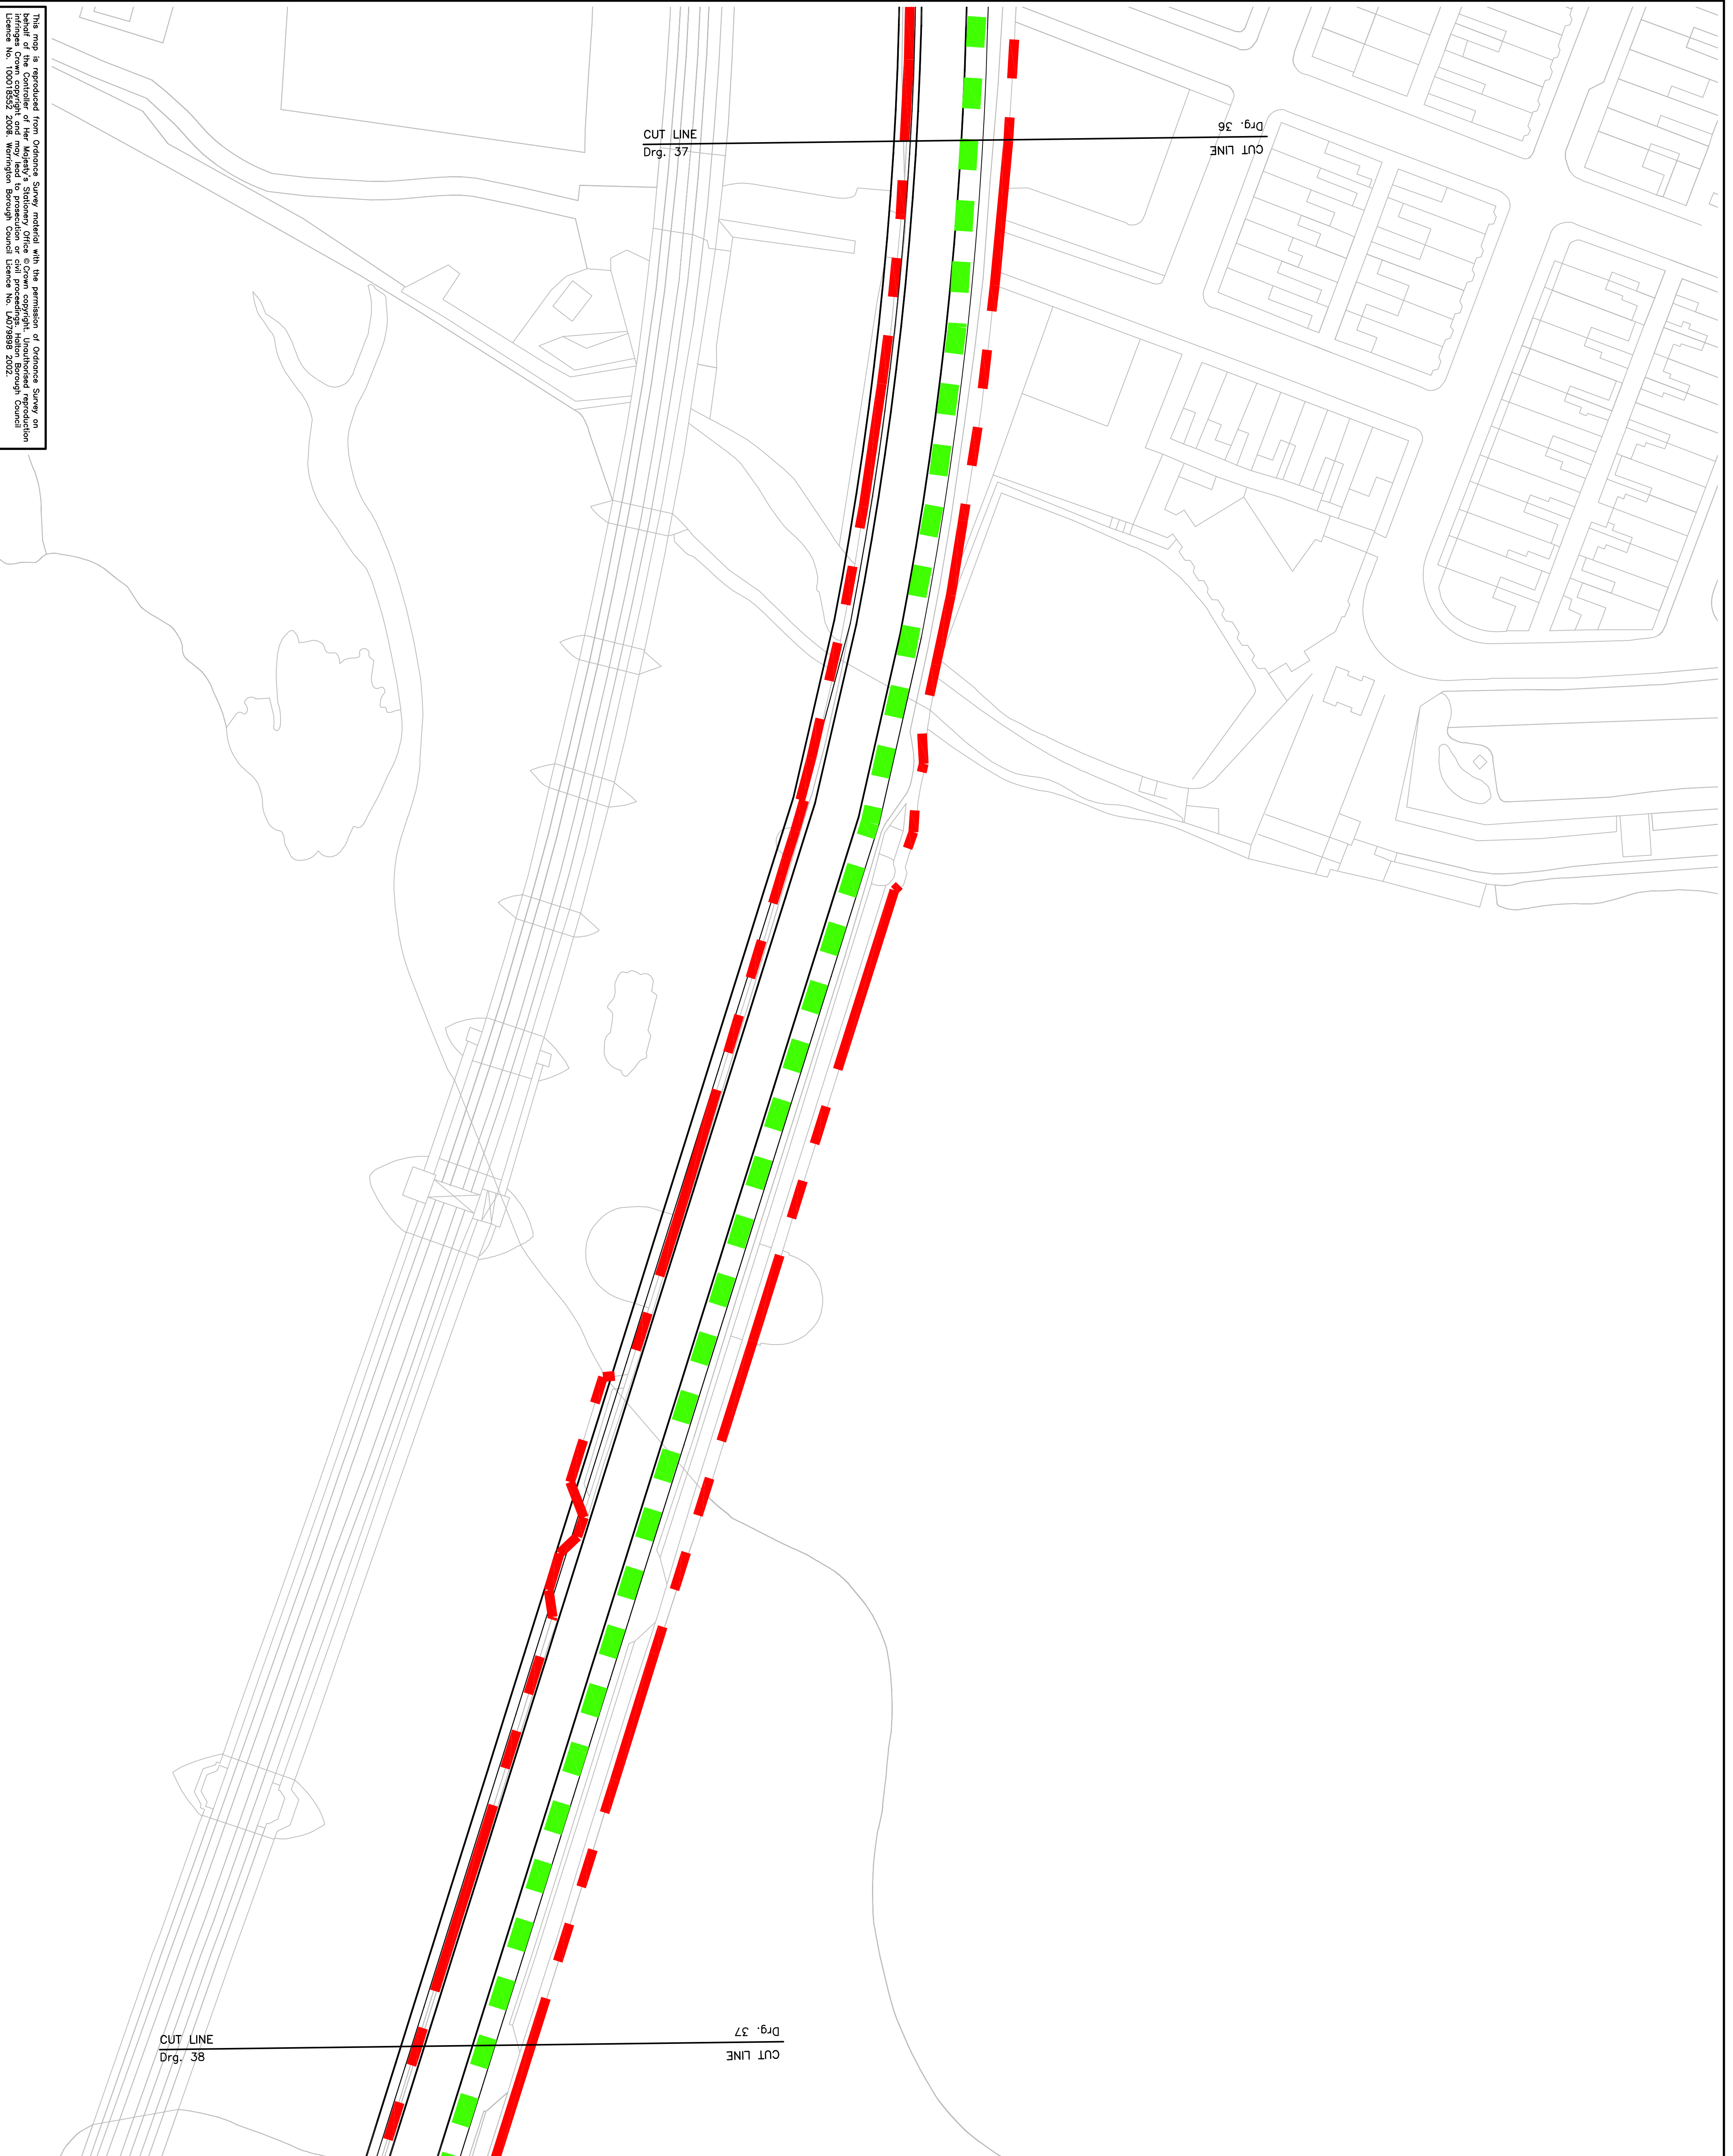 This map is reproduced from Ordnance Survey material with the permission of Ordnance Survey on
behalf of the Controller of Her Majesty's Stationery Office © Crown copyright. Unauthorised reproduction
infringes Crown copyright and may lead to prosecution or civil proceedings. Halton Borough Council
Licence No. 100018552 2008. Warrington Borough Council Licence No. LA079898 2002.
CUT LINE
Drg. 37
Drg. 36
CUT LINE
CUT LINE
Drg. 38
Drg. 37
CUT LINE